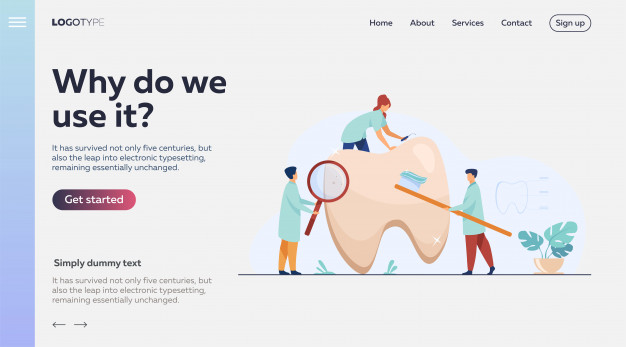 LOGOTYPE
Home About Services Contact Sign up
Why do we
use it?
It has survived not only five centuries, but
also the leap into electronic typesetting,
remaining essentially unchanged.
Get started
Simply dummy text
It has survived not only five centuries, but
also the leap into electronic typesetting,
remaining essentially unchanged.